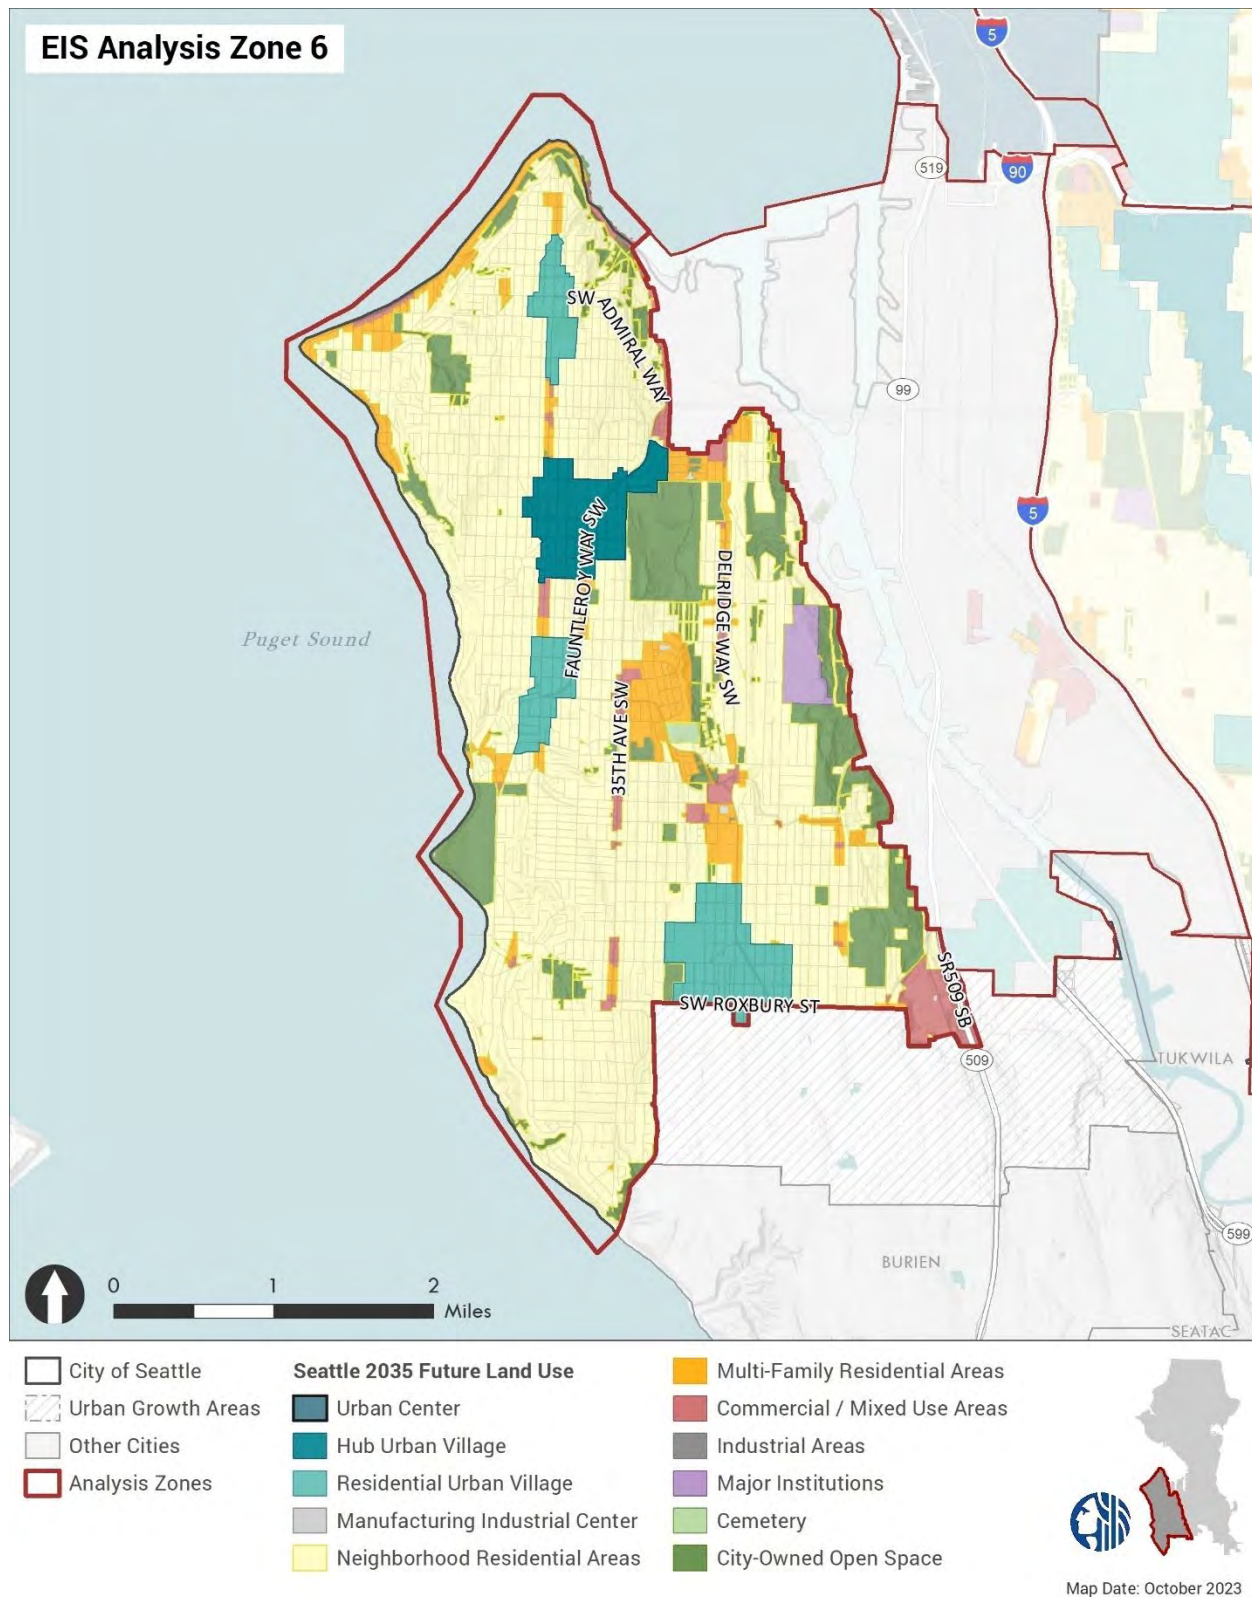 EIS Analysis Zone 6
5
519
90
SW ADMIRAL WAY
99
5
FAUNTLEROY WAY SW
DELRIDGE WAY SW
Puget Sound
35TH AVE SW
SR509 SB
SW ROXBURY ST
509
TUKWILA
599
BURIEN
SEATAC
0 1 2
Miles
City of Seattle
Urban Growth Areas
Other Cities
Analysis Zones
Seattle 2035 Future Land Use
Urban Center
Hub Urban Village
Residential Urban Village
Manufacturing Industrial Center
Neighborhood Residential Areas
Multi-Family Residential Areas
Commercial / Mixed Use Areas
Industrial Areas
Major Institutions
Cemetery
City-Owned Open Space
Map Date: October 2023